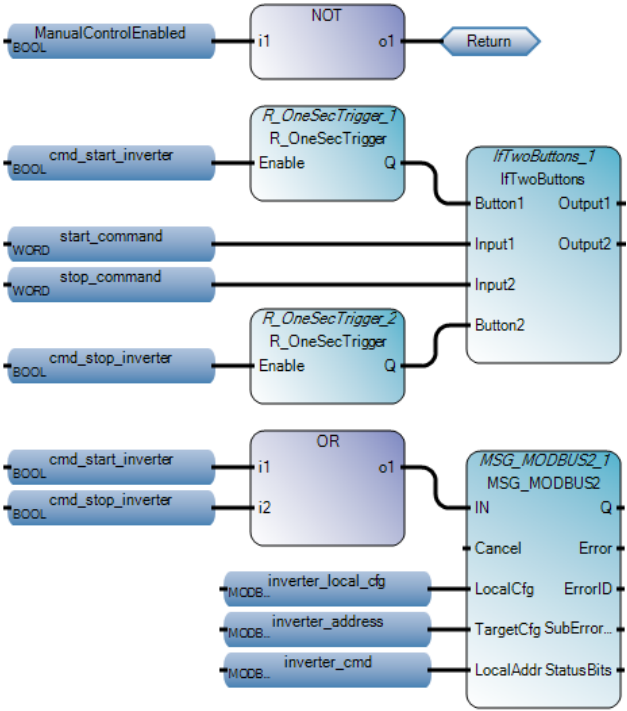 NOT
ManualControlEnabled
BOOL
i1 o1
Return
R_OneSecTrigger_1
R_OneSecTrigger
cmd_start_inverter
BOOL
Enable Q
IfTwoButtons_1
IfTwoButtons
Button1 Output1
start_command
WORD
Input1 Output2
stop_command
WORD
Input2
R_OneSecTrigger_2
R_OneSecTrigger
Button2
cmd_stop_inverter
BOOL
Enable Q
OR
cmd_start_inverter
BOOL
i1 o1
MSG_MODBUS2_1
MSG_MODBUS2
cmd_stop_inverter
BOOL
i2
IN Q
Cancel Error
inverter_local_cfg
MODB...
LocalCfg ErrorID
inverter_address
MODB...
TargetCfg SubError...
inverter_cmd
MODB...
LocalAddr StatusBits